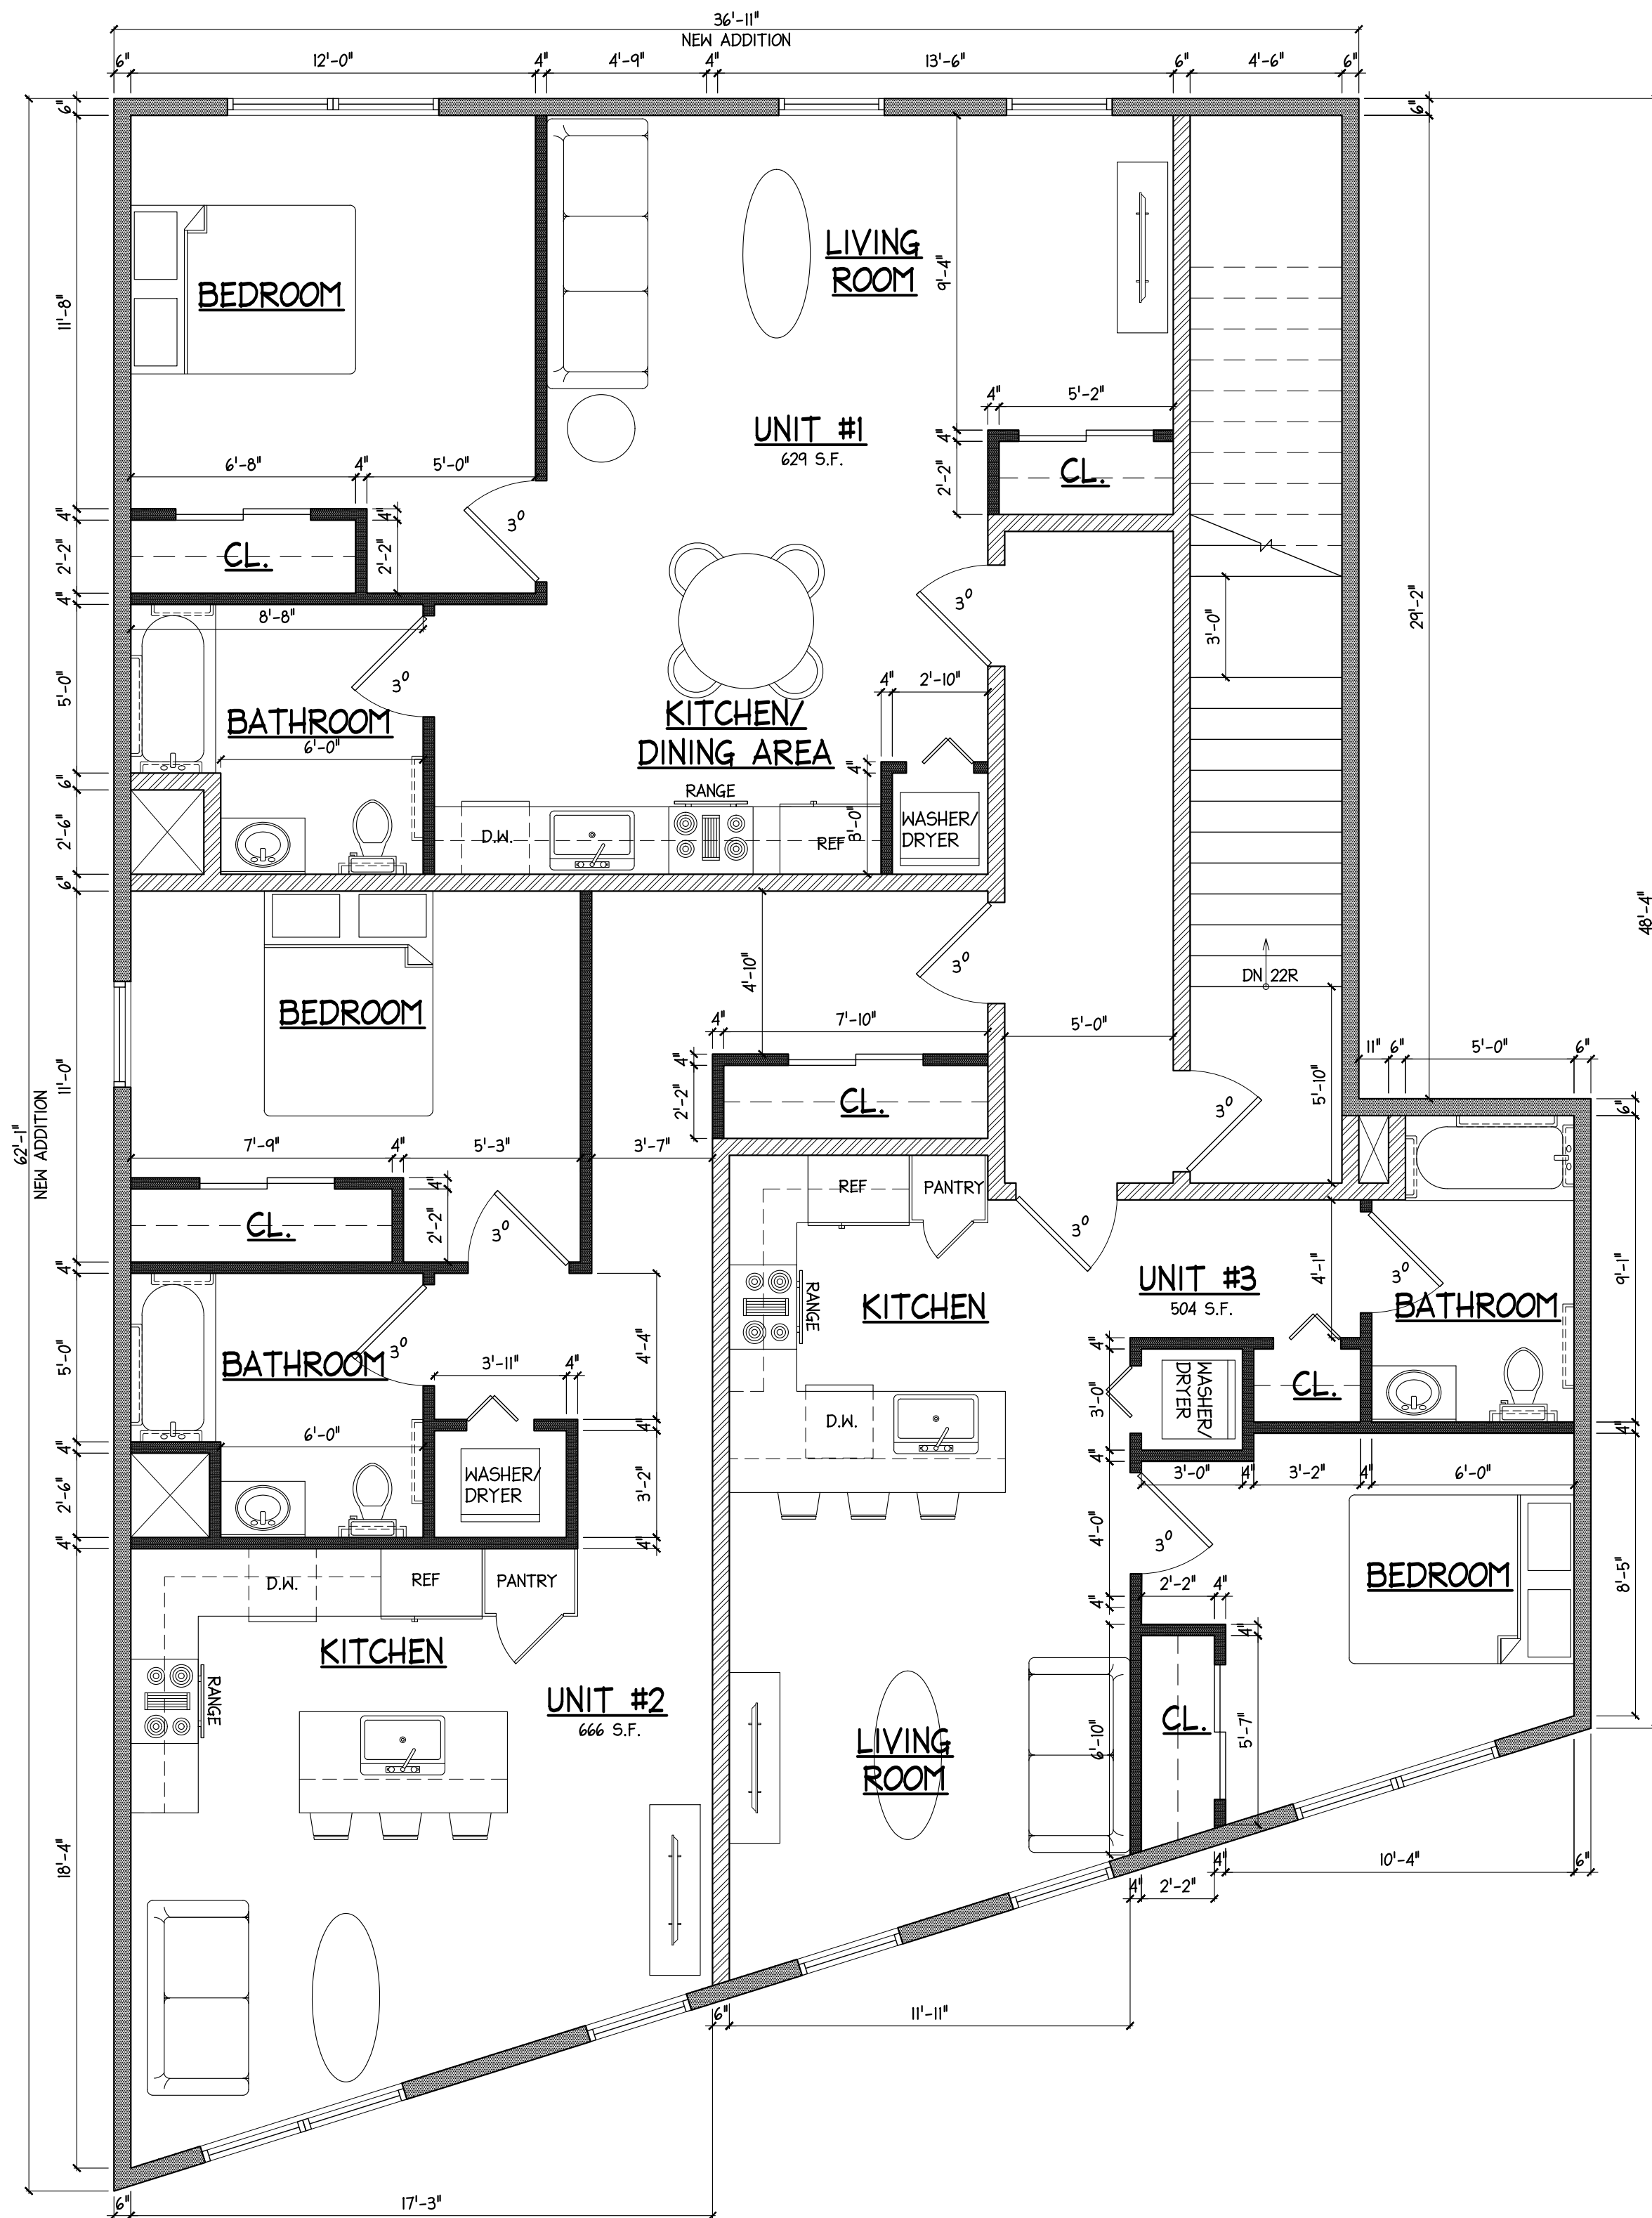 36'-11"
NEW ADDITION
6" 12'-0" 4" 4'-9" 4" 13'-6" 6" 4'-6" 6"
6" 6"
LIVING
ROOM
9'-4"
BEDROOM
11'-8"
4" 5'-2"
UNIT #1
629 S.F.
4"
2'-2"
CL.
6'-8" 4" 5'-0"
4" 4"
3⁰
2'-2" CL. 2'-2"
4"
3⁰
29'-2"
8'-8"
3'-0"
5'-0"
3⁰
4" 2'-10"
BATHROOM
6'-0"
KITCHEN/
DINING AREA
4"
RANGE
6"
2'-6"
D.W.
REF
3'-0"
WASHER/
DRYER
6"
48'-4"
4'-10"
3⁰
DN 22R
BEDROOM
4" 7'-10"
5'-0"
11" 6" 5'-0" 6"
11'-0"
4"
2'-2"
CL.
3⁰
5'-10"
6"
62'-1"
NEW ADDITION
7'-9" 4" 5'-3" 3'-7"
4"
2'-2"
CL.
3⁰
REF
PANTRY
3⁰
4"
UNIT #3
504 S.F.
4'-1"
3⁰
9'-1"
KITCHEN
RANGE
BATHROOM
5'-0"
BATHROOM
3⁰
4'-4"
3'-11" 4"
4"
3'-0"
WASHER/
DRYER
CL.
D.W.
4"
6'-0"
4"
4"
4"
3'-0" 4" 3'-2" 4" 6'-0"
2'-6"
WASHER/
DRYER
3'-2"
4'-0"
3⁰
4" 4"
D.W.
REF
PANTRY
2'-2" 4"
BEDROOM
8'-5"
4"
4"
KITCHEN
RANGE
UNIT #2
666 S.F.
LIVING
ROOM
6'-10"
CL.
5'-7"
18'-4"
4" 10'-4" 6"
4" 2'-2"
6" 11'-11"
6" 17'-3"